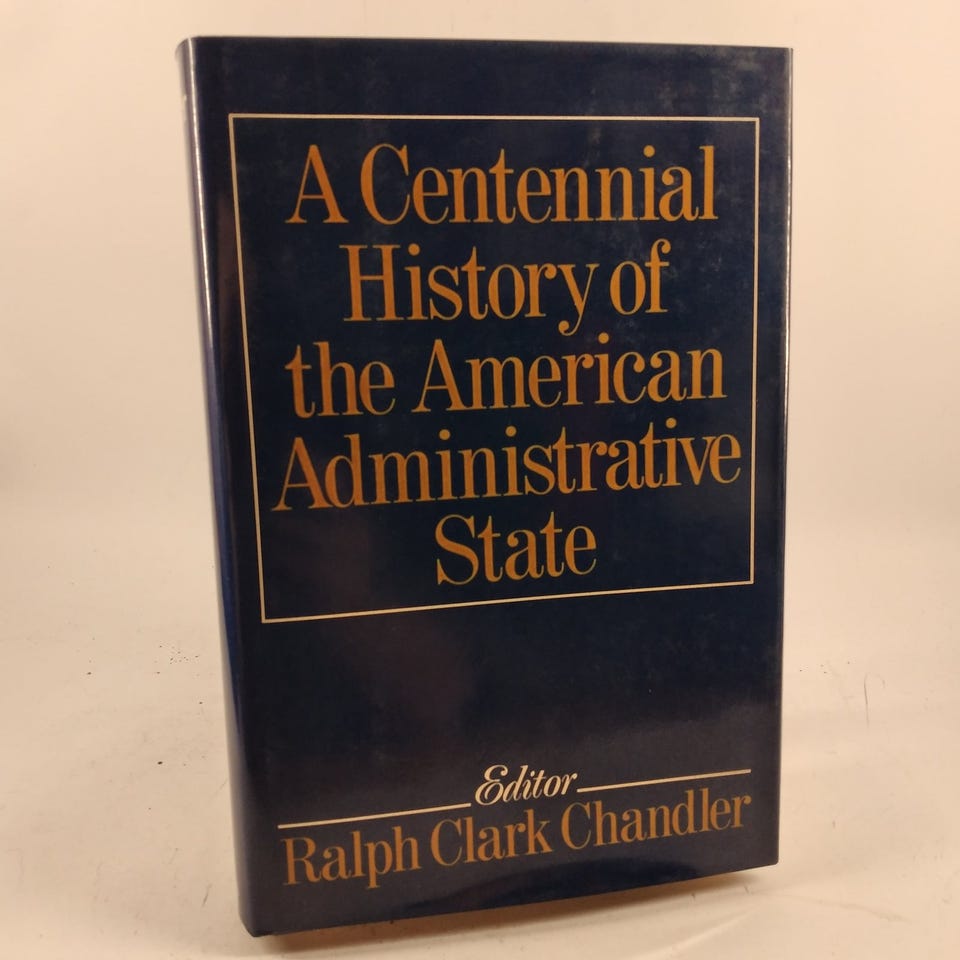 A Centennial
History of
the American
Administrative
State
Editor
Ralph Clark Chandler